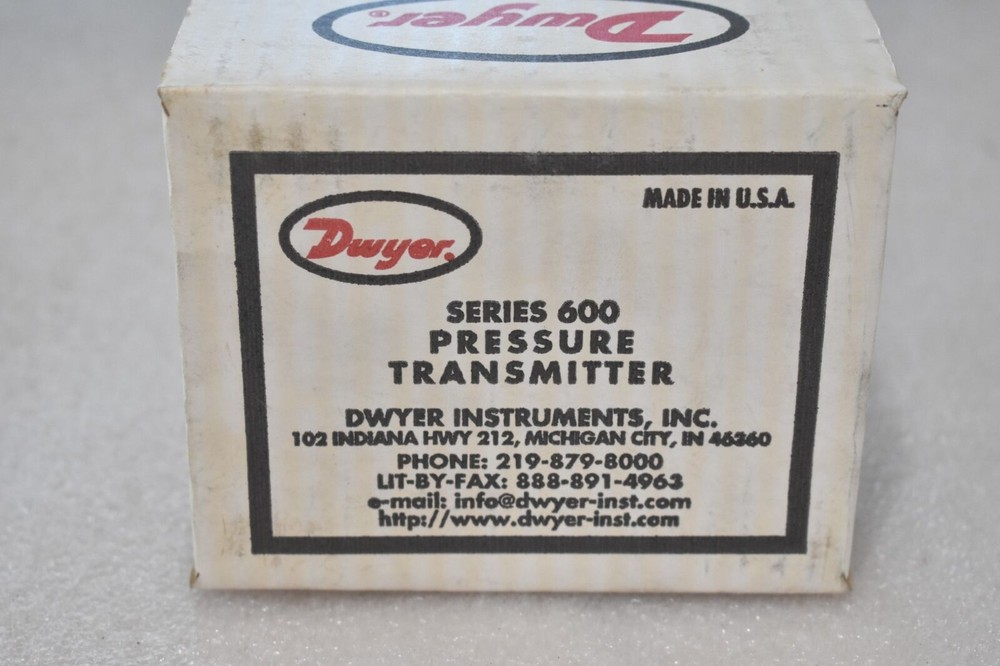 Dwyer®
MADE IN U.S.A.
Dwyer.
SERIES 600
PRESSURE
TRANSMITTER
DWYER INSTRUMENTS, INC.
102 INDIANA HWY 212, MICHIGAN CITY, IN 46360
PHONE: 219-879-8000
LIT-BY-FAX: 888-891-4963
e-mail: info@dwyer-inst.com
http://www.dwyer-inst.com